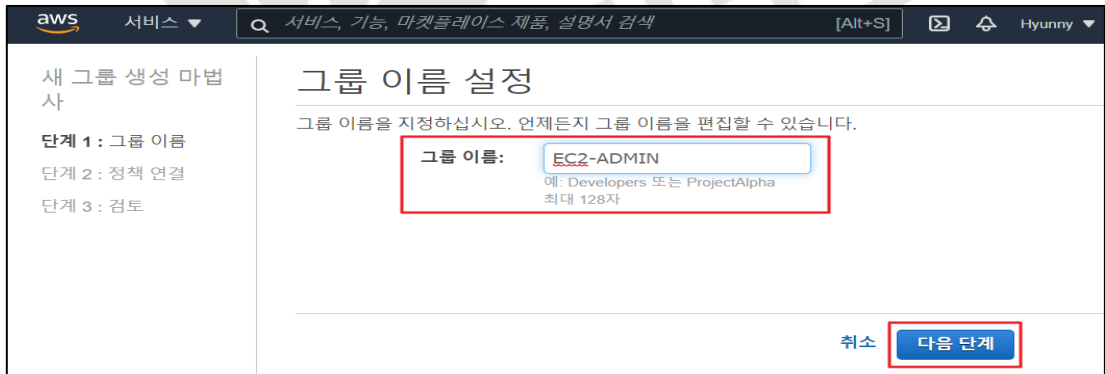 aws 서비스 ▼ 서비스, 기능, 마켓플레이스 제품, 설명서 검색 [Alt+S] Hyunny ▼
새 그룹 생성 마법
사
단계 1 : 그룹 이름
단계 2 : 정책 연결
단계 3 : 검토
그룹 이름 설정
그룹 이름을 지정하십시오. 언제든지 그룹 이름을 편집할 수 있습니다.
그룹 이름: EC2-ADMIN
예: Developers 또는 ProjectAlpha
최대 128자
취소 다음 단계